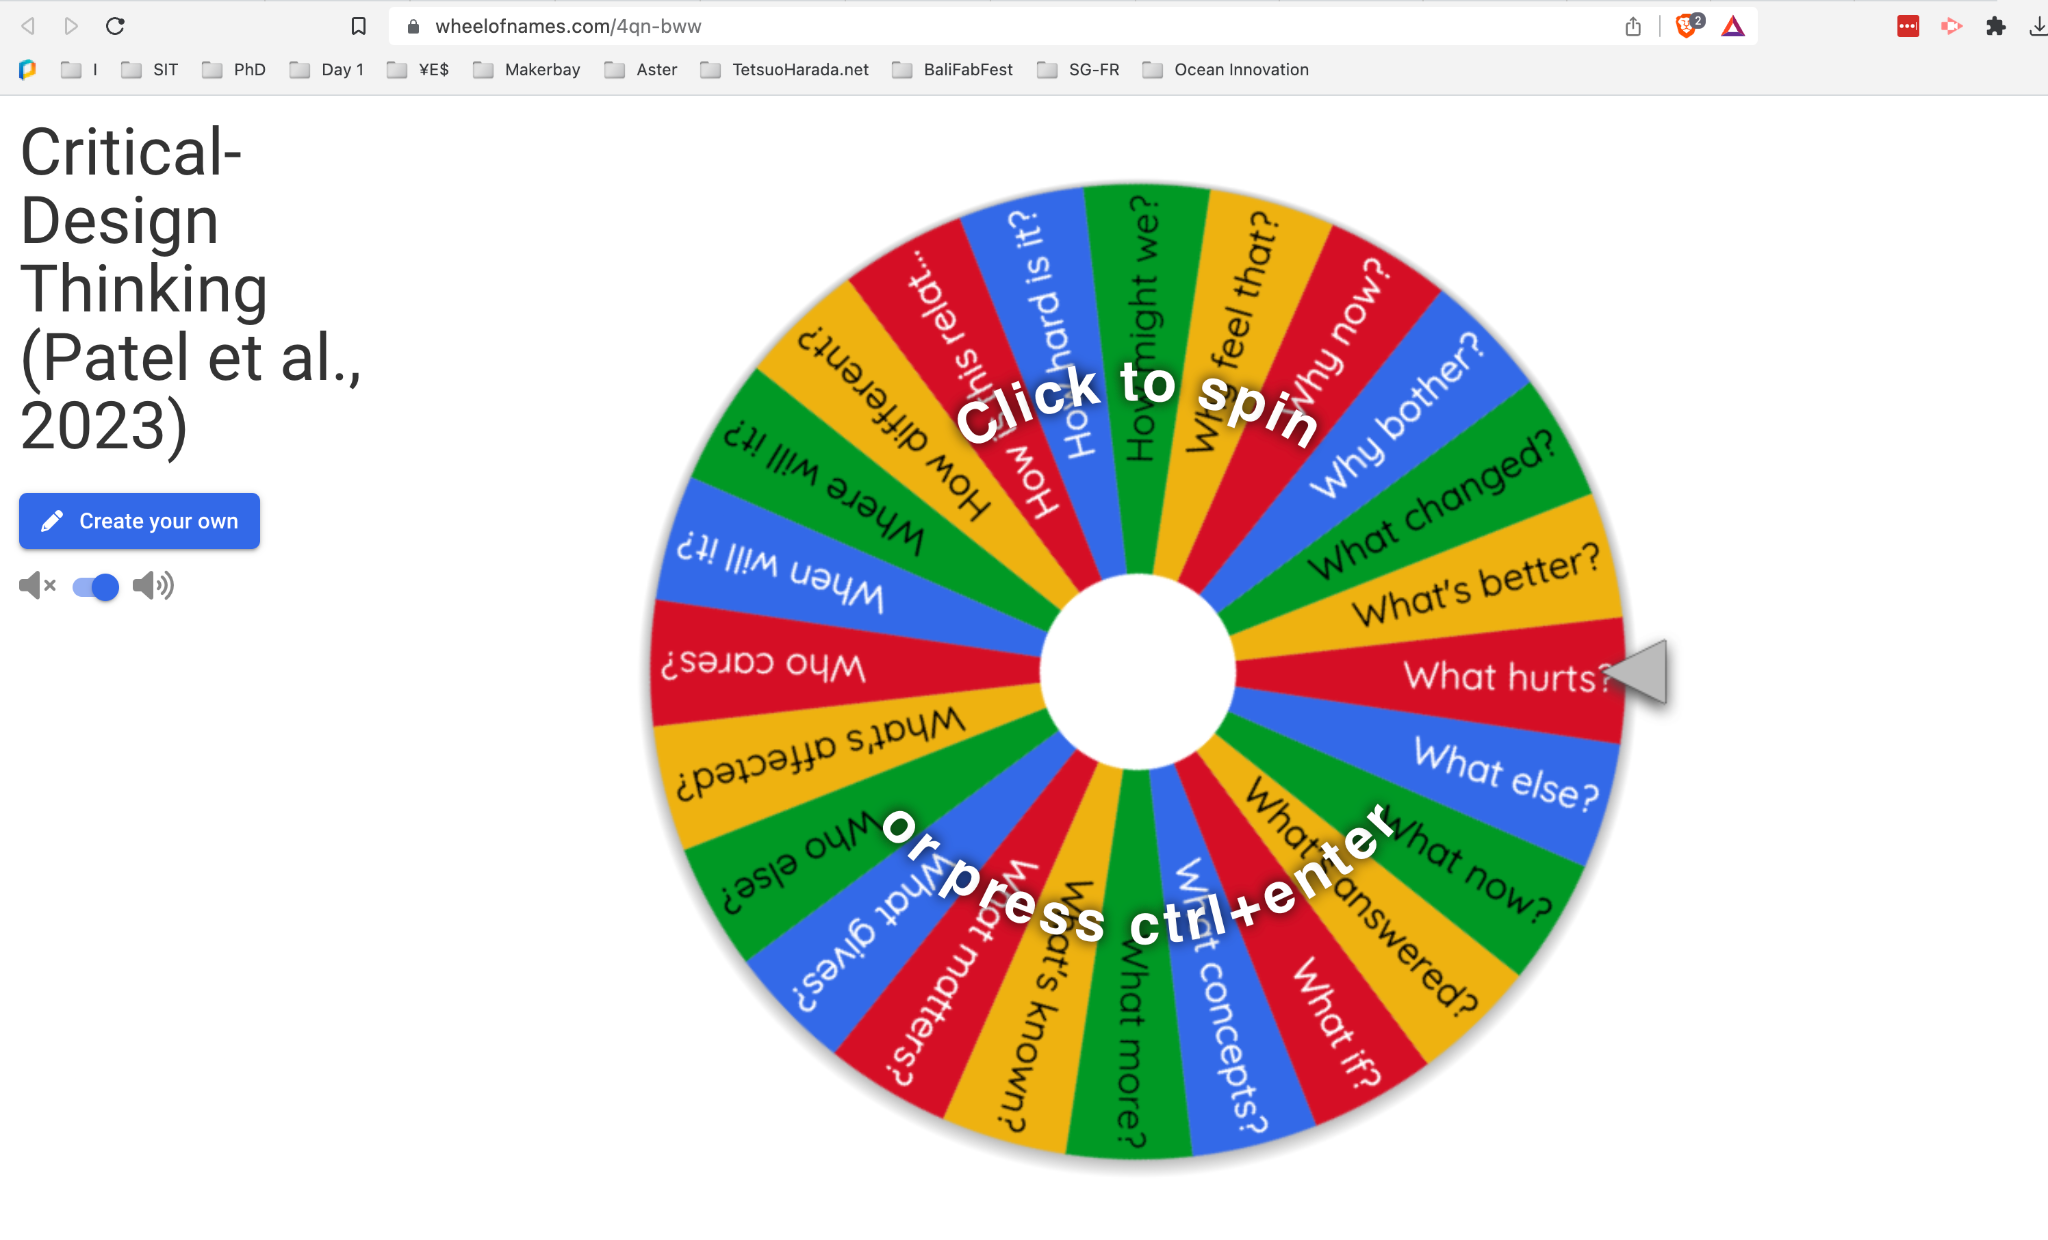 wheelofnames.com/4qn-bww
2
I SIT PhD Day 1 ¥E$ Makerbay Aster TetsuoHarada.net BaliFabFest SG-FR Ocean Innovation
Critical-
Design
Thinking
(Patel et al.,
2023)
Create your own
Click to spin
or press ctrl+enter
How might we?
Why feel that?
Why now?
Why bother?
What changed?
What's better?
What hurts?
What else?
What now?
What answered?
What if?
What concepts?
What more?
What's known?
What matters?
What gives?
Who else?
What's affected?
Who cares?
When will it?
Where will it?
How different?
How is this relat...
How hard is it?